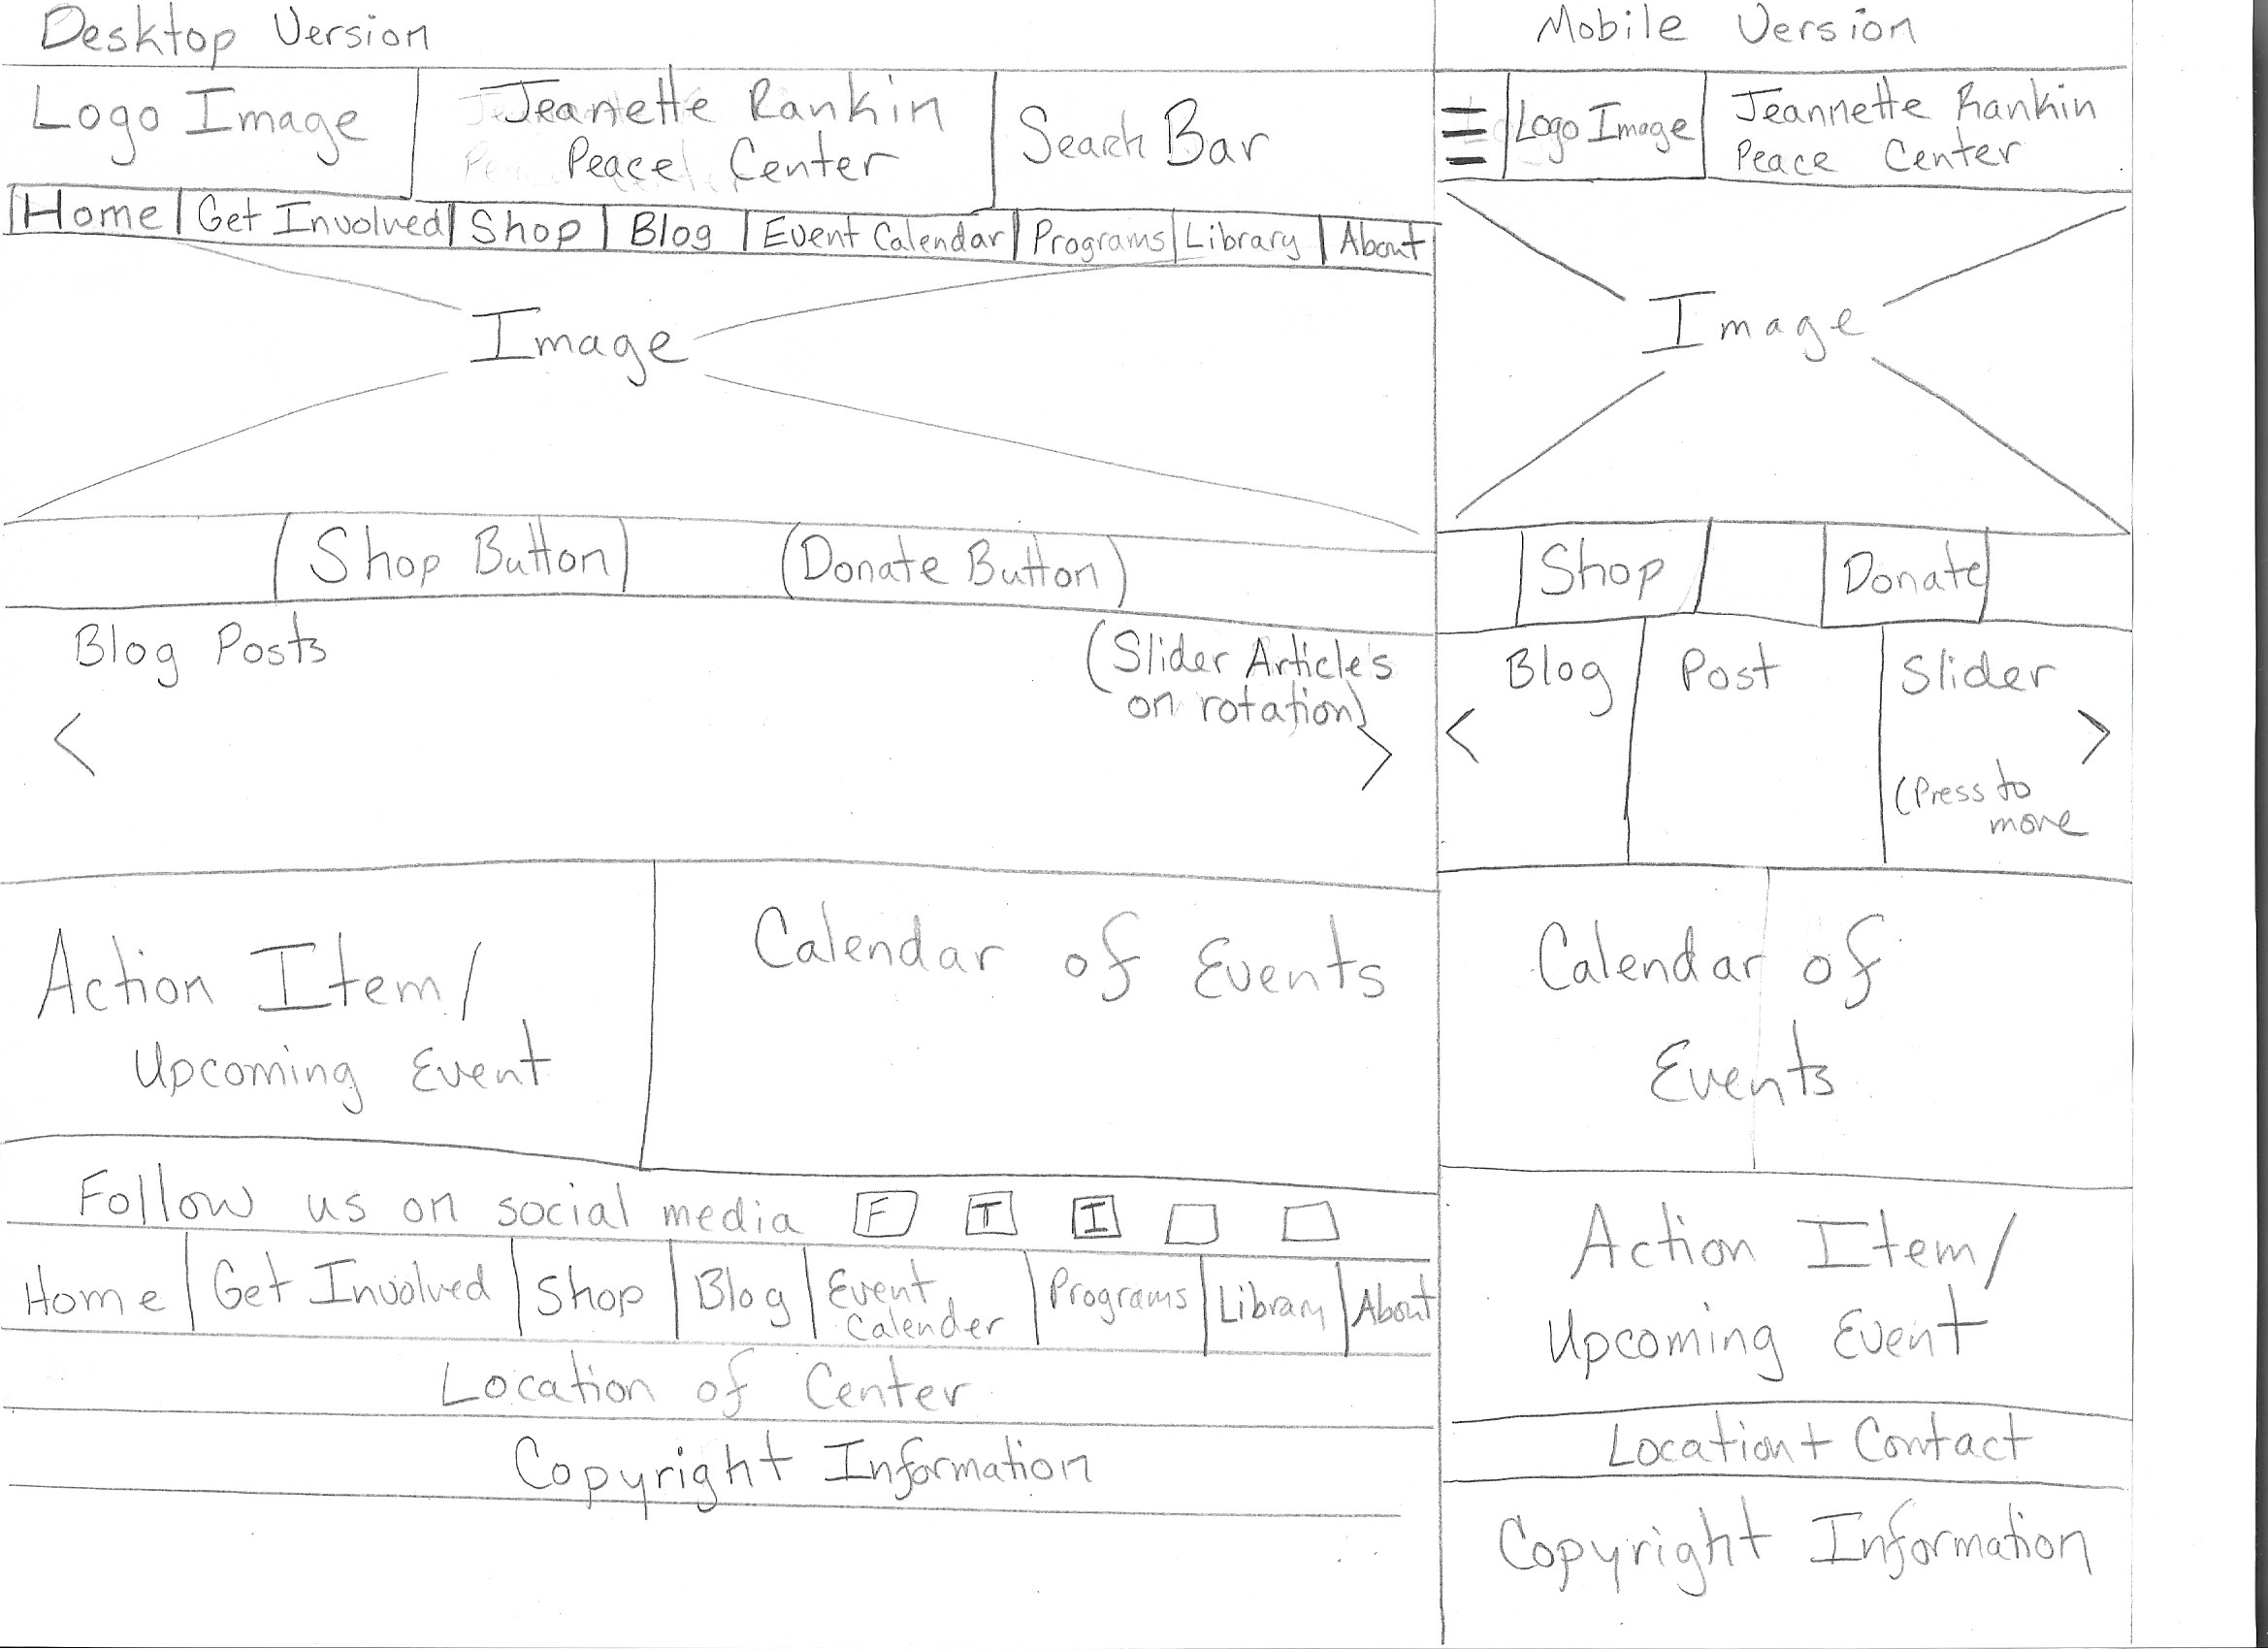 Desktop Version
Logo Image
Jeanette Rankin
Peace Center
Search Bar
Home
Get Involved
Shop
Blog
Event Calendar
Programs
Library
About
Image
Shop Button
(Donate Button)
Blog Posts
(Slider Articles
on rotation)
<
>
Action Item/
Upcoming Event
Calendar of Events
Follow us on social media
F
T
I
Home
Get Involved
Shop
Blog
Event
Calender
Programs
Library
About
Location of Center
Copyright Information
Mobile Version
Logo Image
Jeannette Rankin
Peace Center
Image
Shop
Donate
Blog
Post
Slider
<
>
(Press to
move
Calendar of
Events
Action Item/
Upcoming Event
Location + Contact
Copyright Information